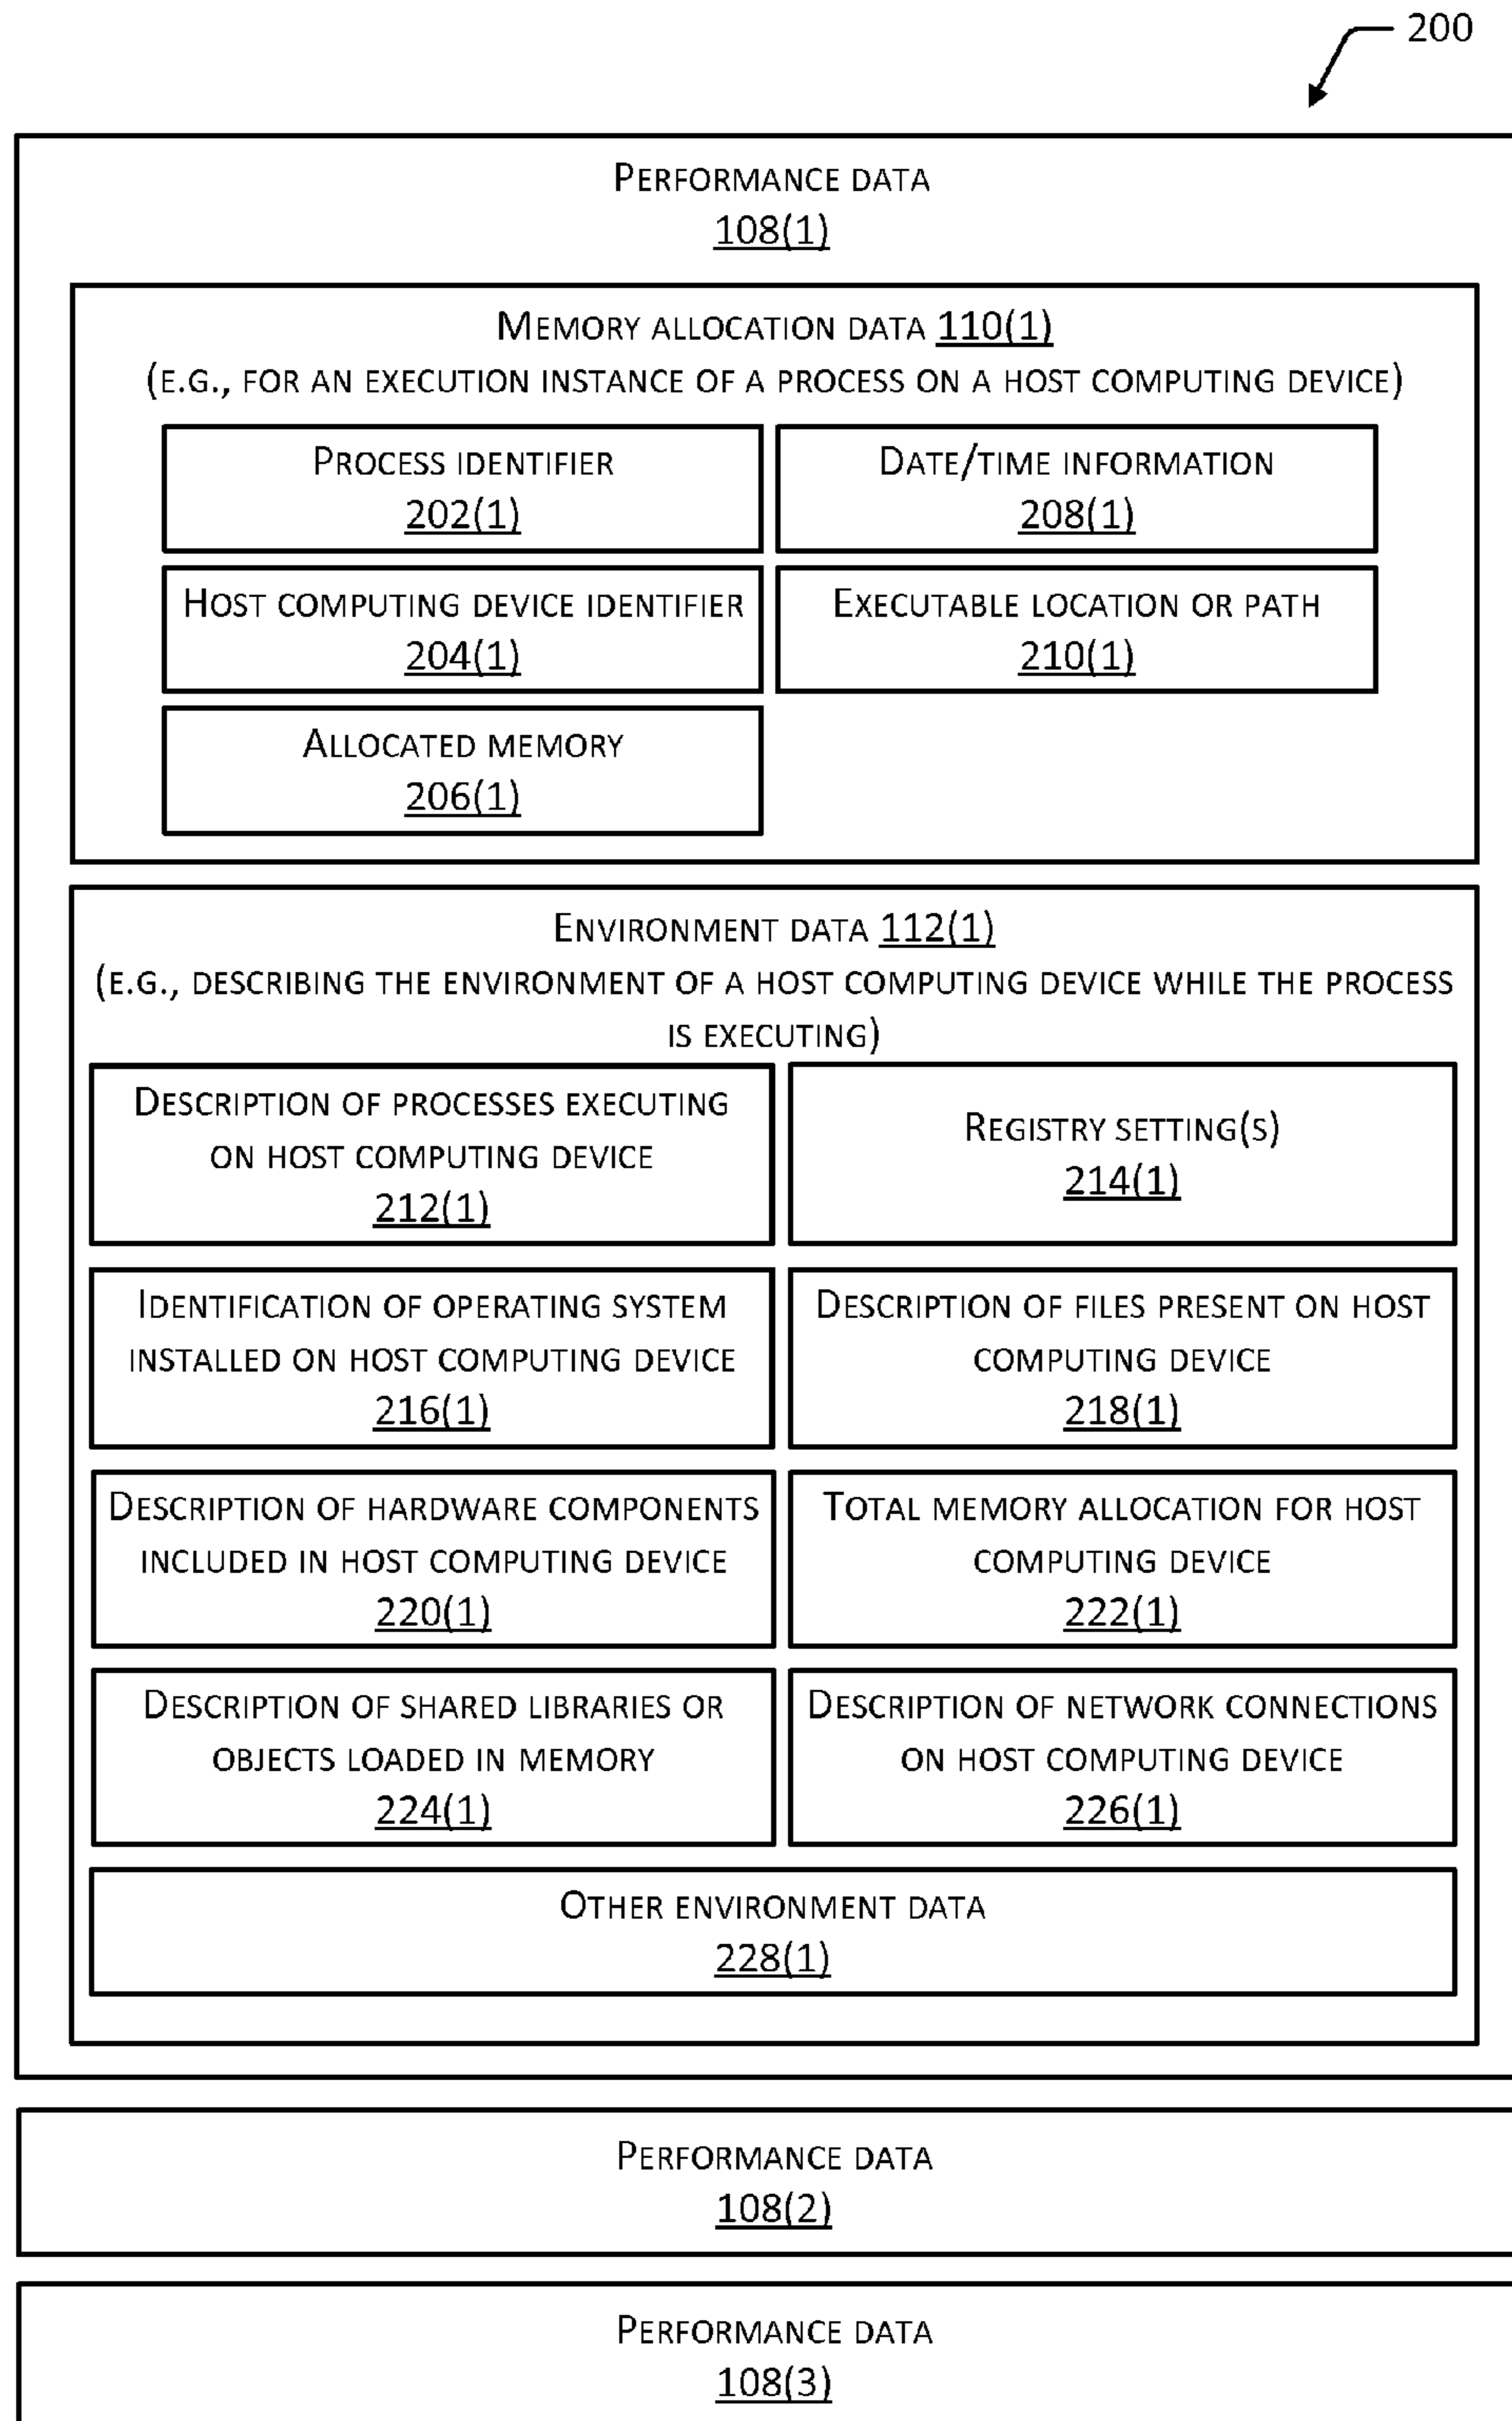 200
Performance data
108(1)
Memory allocation data 110(1)
(e.g., for an execution instance of a process on a host computing device)
Process identifier
202(1)
Date/time information
208(1)
Host computing device identifier
204(1)
Executable location or path
210(1)
Allocated memory
206(1)
Environment data 112(1)
(e.g., describing the environment of a host computing device while the process
is executing)
Description of processes executing
on host computing device
212(1)
Registry setting(s)
214(1)
Identification of operating system
installed on host computing device
216(1)
Description of files present on host
computing device
218(1)
Description of hardware components
included in host computing device
220(1)
Total memory allocation for host
computing device
222(1)
Description of shared libraries or
objects loaded in memory
224(1)
Description of network connections
on host computing device
226(1)
Other environment data
228(1)
Performance data
108(2)
Performance data
108(3)